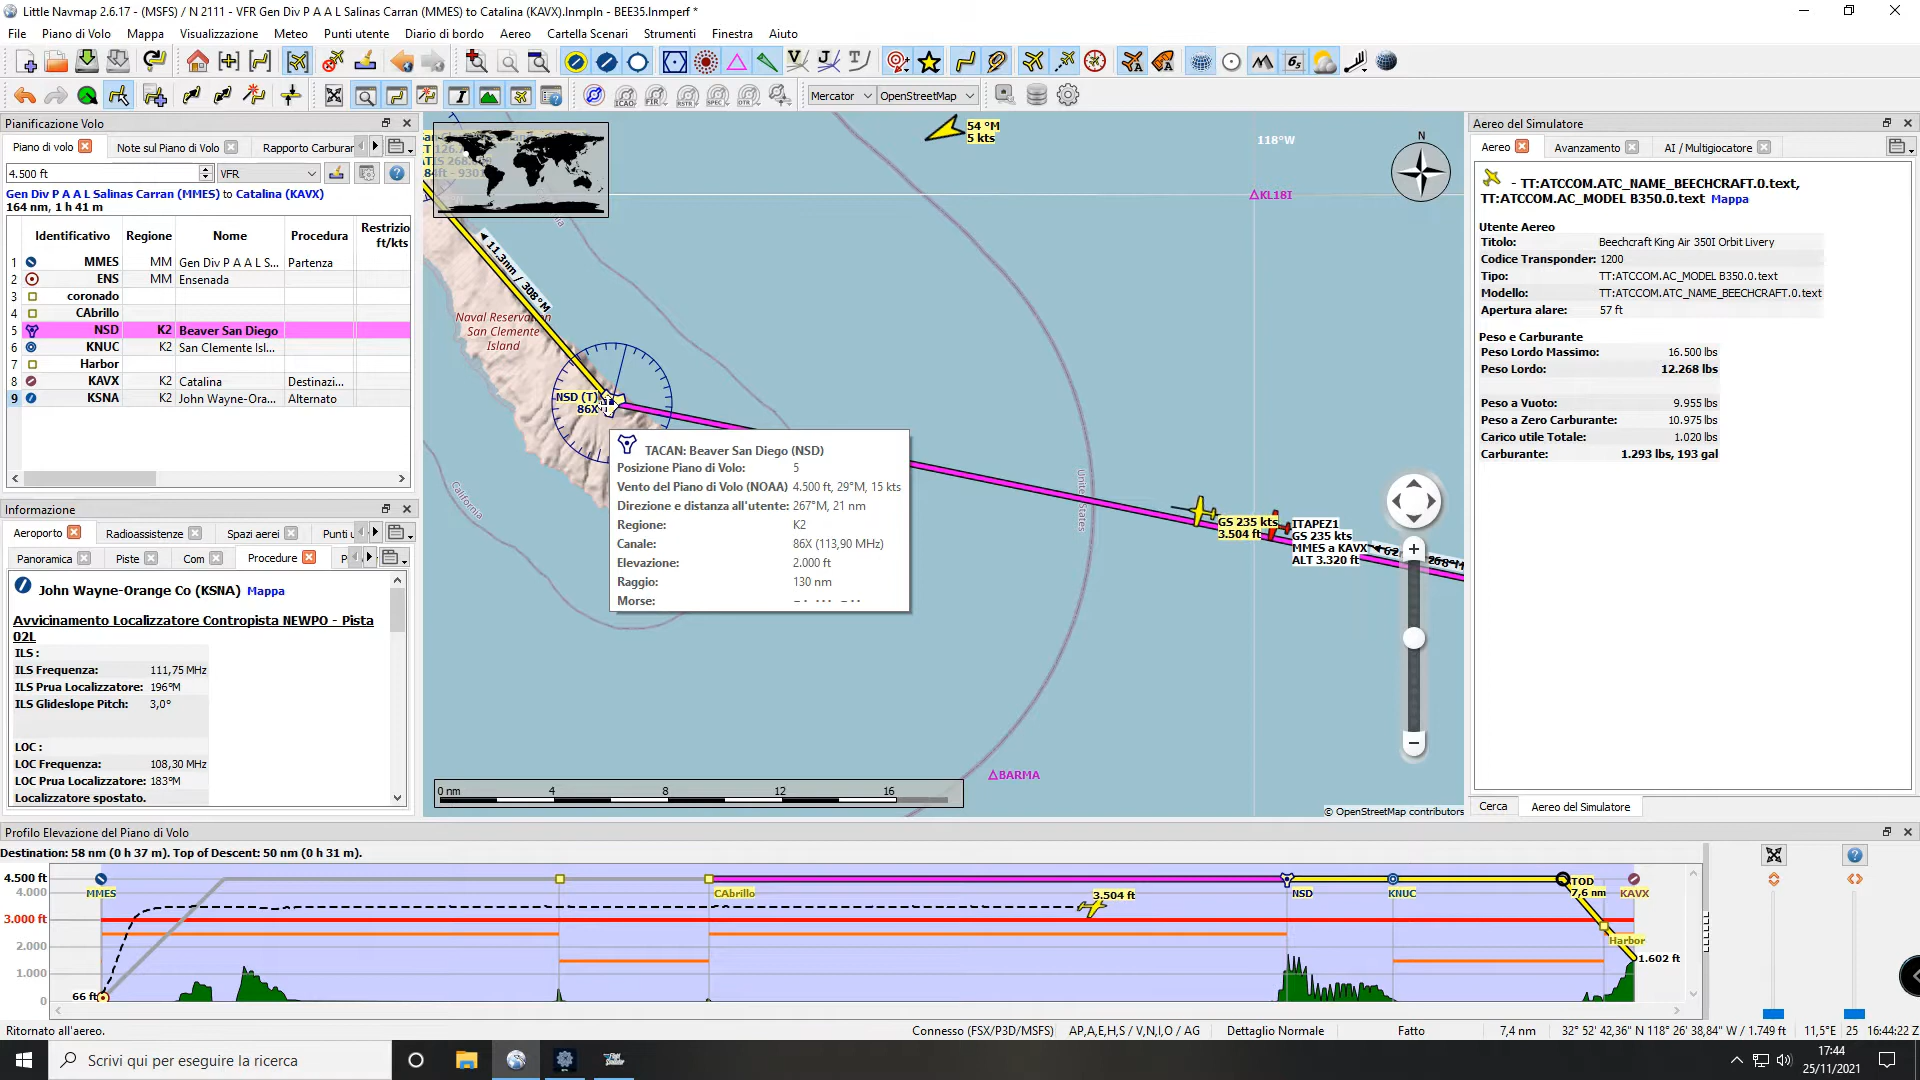 Little Navmap 2.6.17 - (MSFS) / N 2111 - VFR Gen Div P A A L Salinas Carran (MMES) to Catalina (KAVX).lnmpln - BEE35.lnmperf *
File Piano di Volo Mappa Visualizzazione Meteo Punti utente Diario di bordo Aereo Cartella Scenari Strumenti Finestra Aiuto
Mercator OpenStreetMap
Pianificazione Volo
Piano di volo Note sul Piano di Volo Rapporto Carburar
4.500 ft VFR
Gen Div P A A L Salinas Carran (MMES) to Catalina (KAVX)
164 nm, 1 h 41 m
Identificativo Regione Nome Procedura Restrizio ft/kts
1 MMES MM Gen Div P A A L S... Partenza
2 ENS MM Ensenada
3 coronado
4 CAbrillo
5 NSD K2 Beaver San Diego
6 KNUC K2 San Clemente Isl...
7 Harbor
8 KAVX K2 Catalina Destinazi...
9 KSNA K2 John Wayne-Ora... Alternato
Informazione
Aeroporto Radioassistenze Spazi aerei Punti u
Panoramica Piste Com Procedure P
John Wayne-Orange Co (KSNA) Mappa
Avvicinamento Localizzatore Contropista NEWPO - Pista
02L
ILS :
ILS Frequenza: 111,75 MHz
ILS Prua Localizzatore: 196°M
ILS Glideslope Pitch: 3,0°
LOC :
LOC Frequenza: 108,30 MHz
LOC Prua Localizzatore: 183°M
Localizzatore spostato.
54 °M
5 kts
118°W
N
KL18I
11.3nm / 308°M
Naval Reservation
San Clemente
Island
NSD (T)
86X
California
United States
TACAN: Beaver San Diego (NSD)
Posizione Piano di Volo: 5
Vento del Piano di Volo (NOAA) 4.500 ft, 29°M, 15 kts
Direzione e distanza all'utente: 267°M, 21 nm
Regione: K2
Canale: 86X (113,90 MHz)
Elevazione: 2.000 ft
Raggio: 130 nm
Morse: –· ··· –··
GS 235 kts
3.504 ft
ITAPEZ1
GS 235 kts
MMES a KAVX
ALT 3.320 ft
268°M
BARMA
0 nm 4 8 12 16
© OpenStreetMap contributors
Aereo del Simulatore
Aereo Avanzamento AI / Multigiocatore
- TT:ATCCOM.ATC_NAME_BEECHCRAFT.0.text,
TT:ATCCOM.AC_MODEL B350.0.text Mappa
Utente Aereo
Titolo: Beechcraft King Air 350I Orbit Livery
Codice Transponder: 1200
Tipo: TT:ATCCOM.AC_MODEL B350.0.text
Modello: TT:ATCCOM.ATC_NAME_BEECHCRAFT.0.text
Apertura alare: 57 ft
Peso e Carburante
Peso Lordo Massimo: 16.500 lbs
Peso Lordo: 12.268 lbs
Peso a Vuoto: 9.955 lbs
Peso a Zero Carburante: 10.975 lbs
Carico utile Totale: 1.020 lbs
Carburante: 1.293 lbs, 193 gal
Cerca Aereo del Simulatore
Profilo Elevazione del Piano di Volo
Destination: 58 nm (0 h 37 m). Top of Descent: 50 nm (0 h 31 m).
4.500 ft
4.000
3.000 ft
2.000
1.000
0
66 ft
MMES
CAbrillo
3.504 ft
NSD
KNUC
TOD
7,6 nm
KAVX
Harbor
1.602 ft
Ritornato all'aereo. Connesso (FSX/P3D/MSFS) AP,A,E,H,S / V,N,I,O / AG Dettaglio Normale Fatto 7,4 nm 32° 52' 42,36" N 118° 26' 38,84" W / 1.749 ft 11,5°E 25 16:44:22 Z
Scrivi qui per eseguire la ricerca
17:44
25/11/2021